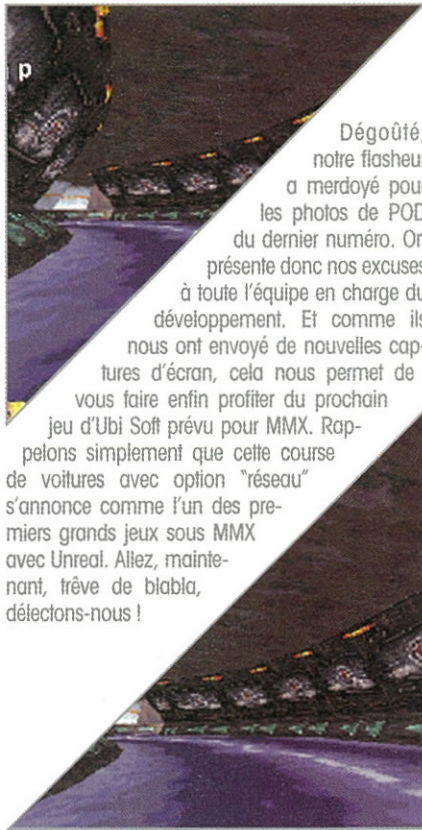 p
Dégoûté,
notre flasheur
a merdoyé pour
les photos de POD
du dernier numéro. On
présente donc nos excuses
à toute l'équipe en charge du
développement. Et comme ils
nous ont envoyé de nouvelles cap-
tures d'écran, cela nous permet de
vous faire enfin profiter du prochain
jeu d'Ubi Soft prévu pour MMX. Rap-
pelons simplement que cette course
de voitures avec option "réseau"
s'annonce comme l'un des pre-
miers grands jeux sous MMX
avec Unreal. Allez, mainte-
nant, trêve de blabla,
délectons-nous !